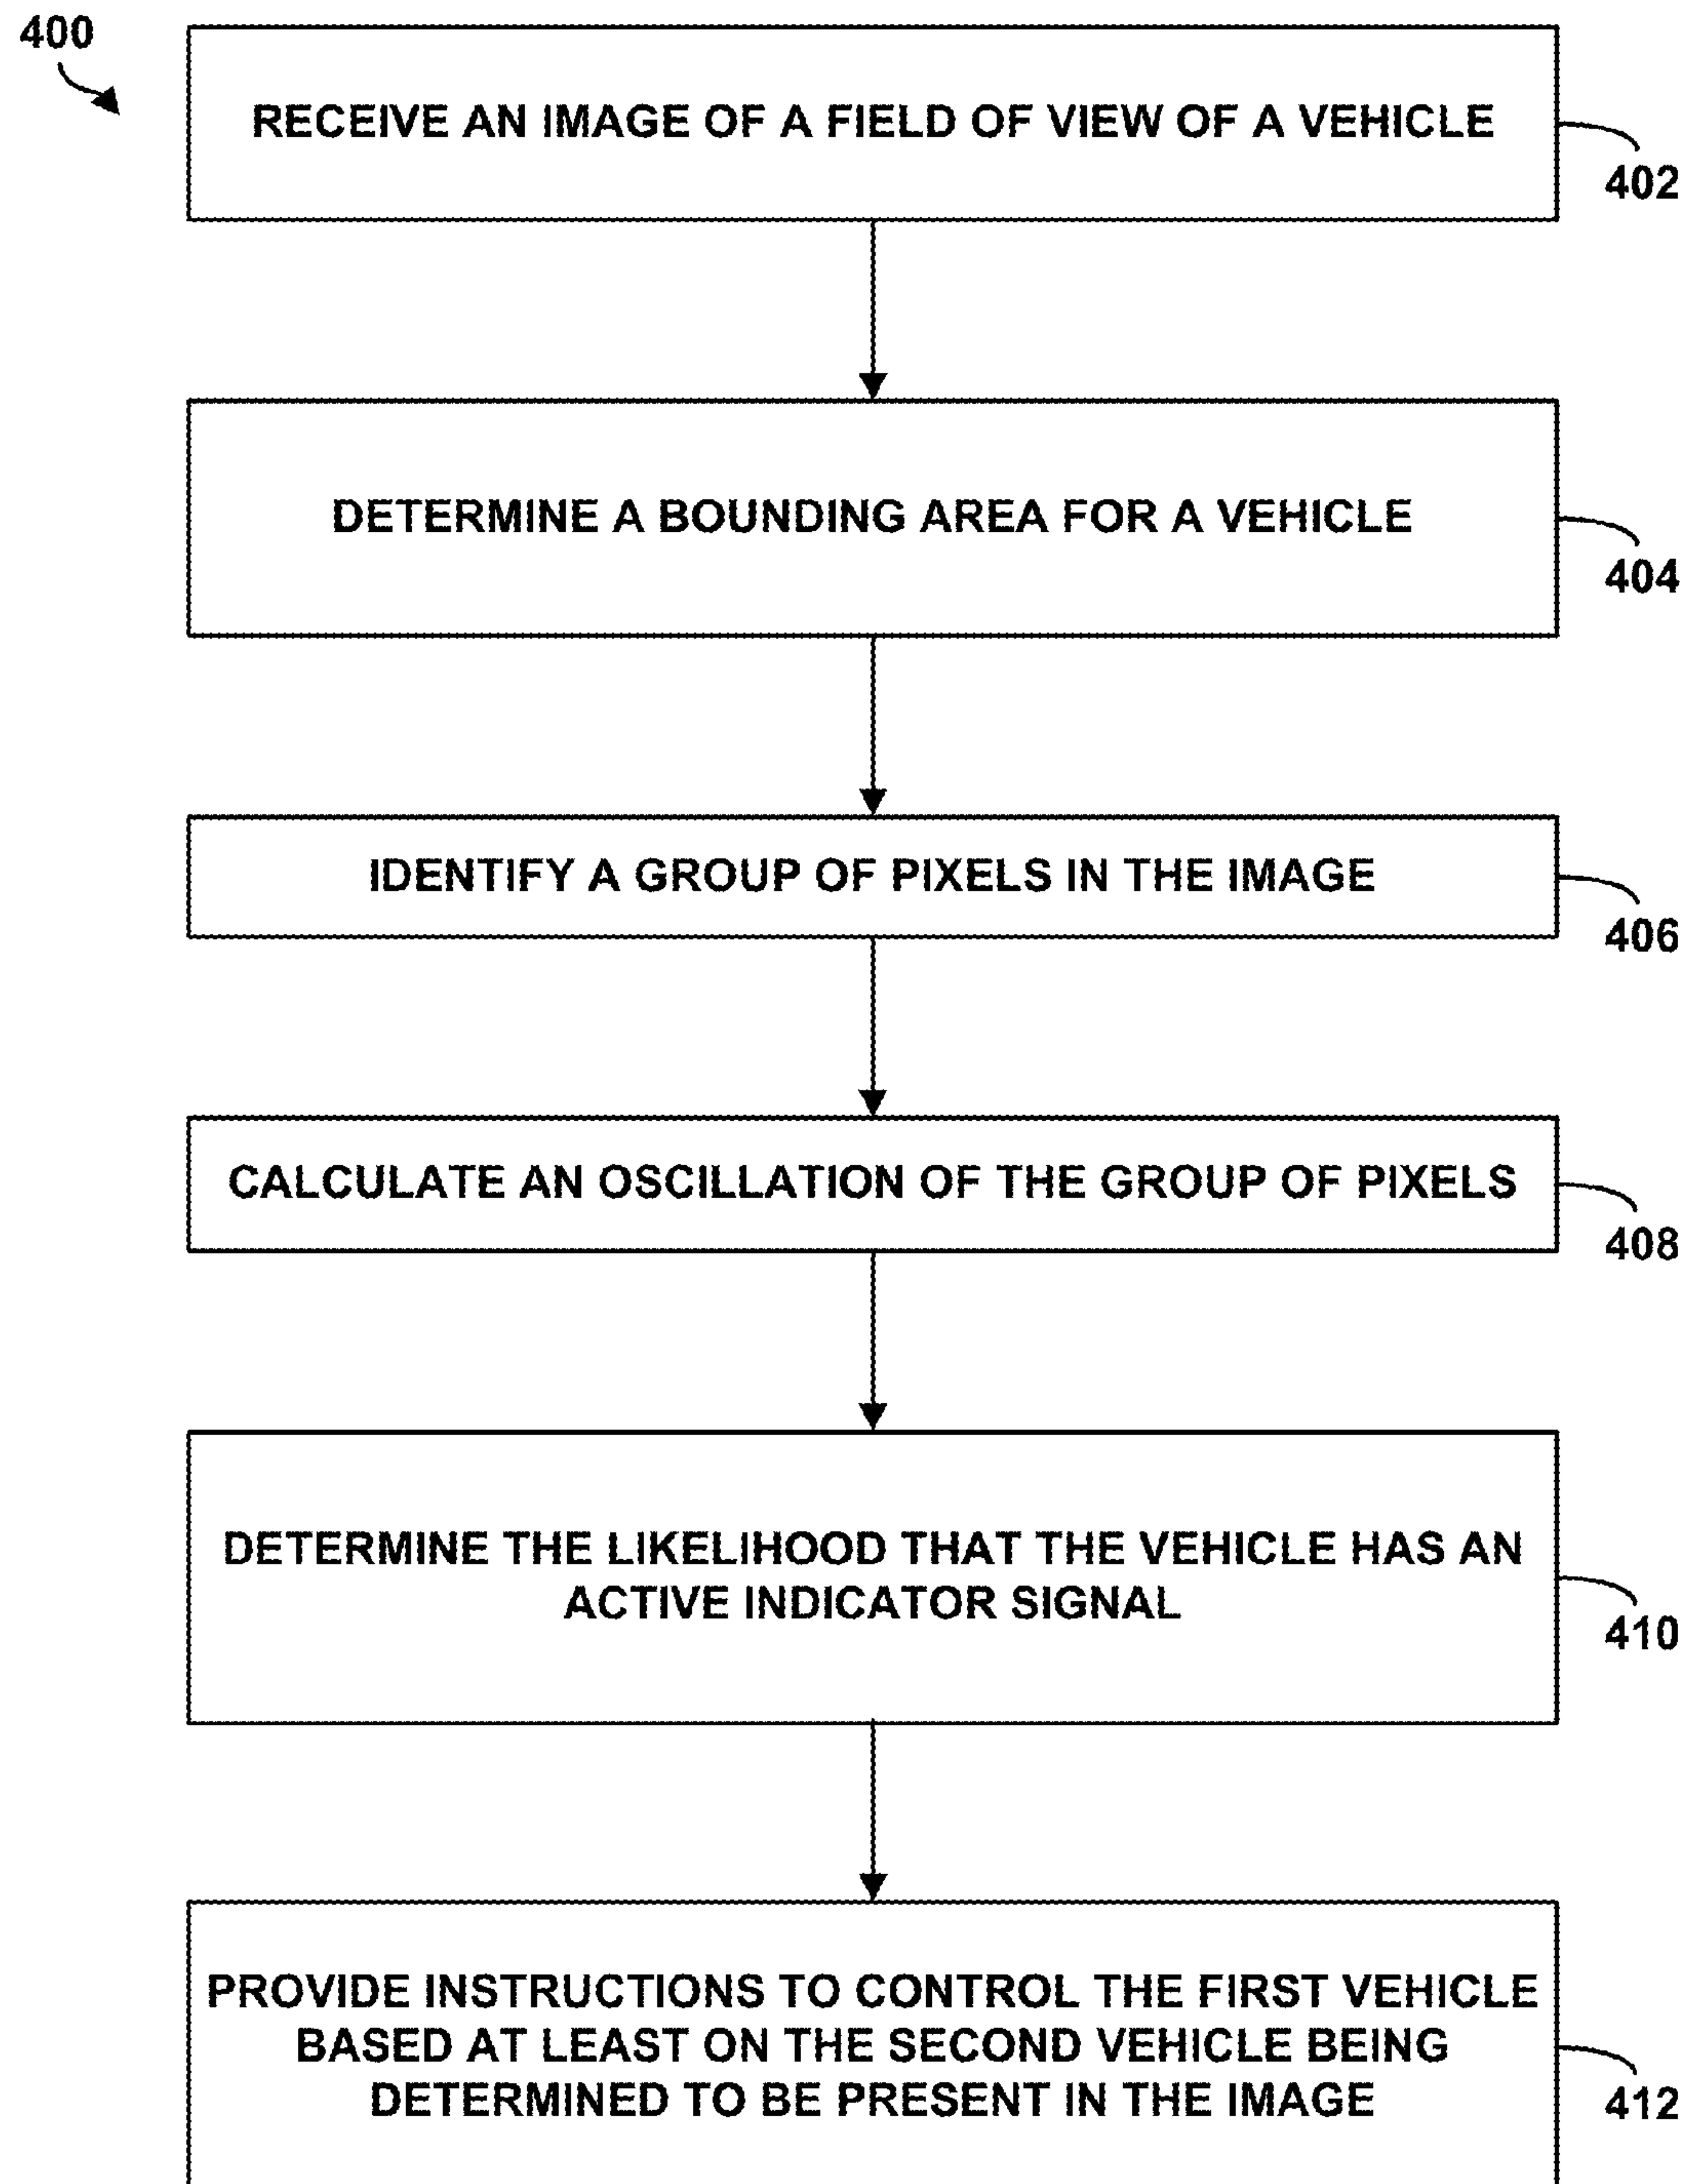 400
RECEIVE AN IMAGE OF A FIELD OF VIEW OF A VEHICLE
402
DETERMINE A BOUNDING AREA FOR A VEHICLE
404
IDENTIFY A GROUP OF PIXELS IN THE IMAGE
406
CALCULATE AN OSCILLATION OF THE GROUP OF PIXELS
408
DETERMINE THE LIKELIHOOD THAT THE VEHICLE HAS AN
ACTIVE INDICATOR SIGNAL
410
PROVIDE INSTRUCTIONS TO CONTROL THE FIRST VEHICLE
BASED AT LEAST ON THE SECOND VEHICLE BEING
DETERMINED TO BE PRESENT IN THE IMAGE
412